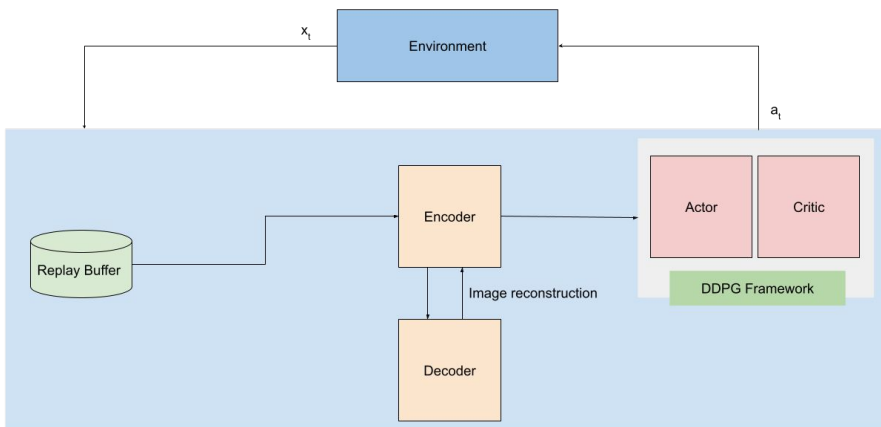 x_t
Environment
a_t
Encoder
Actor
Critic
Replay Buffer
Image reconstruction
DDPG Framework
Decoder